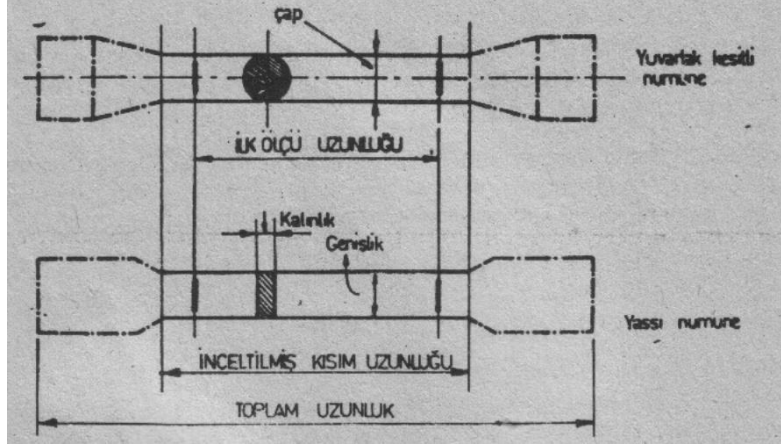 çap
Yuvarlak kesitli
numune
İLK ÖLÇÜ UZUNLUĞU
Kalınlık
Genişlik
Yassı numune
İNCELTİLMİŞ KISIM UZUNLUĞU
TOPLAM UZUNLUK